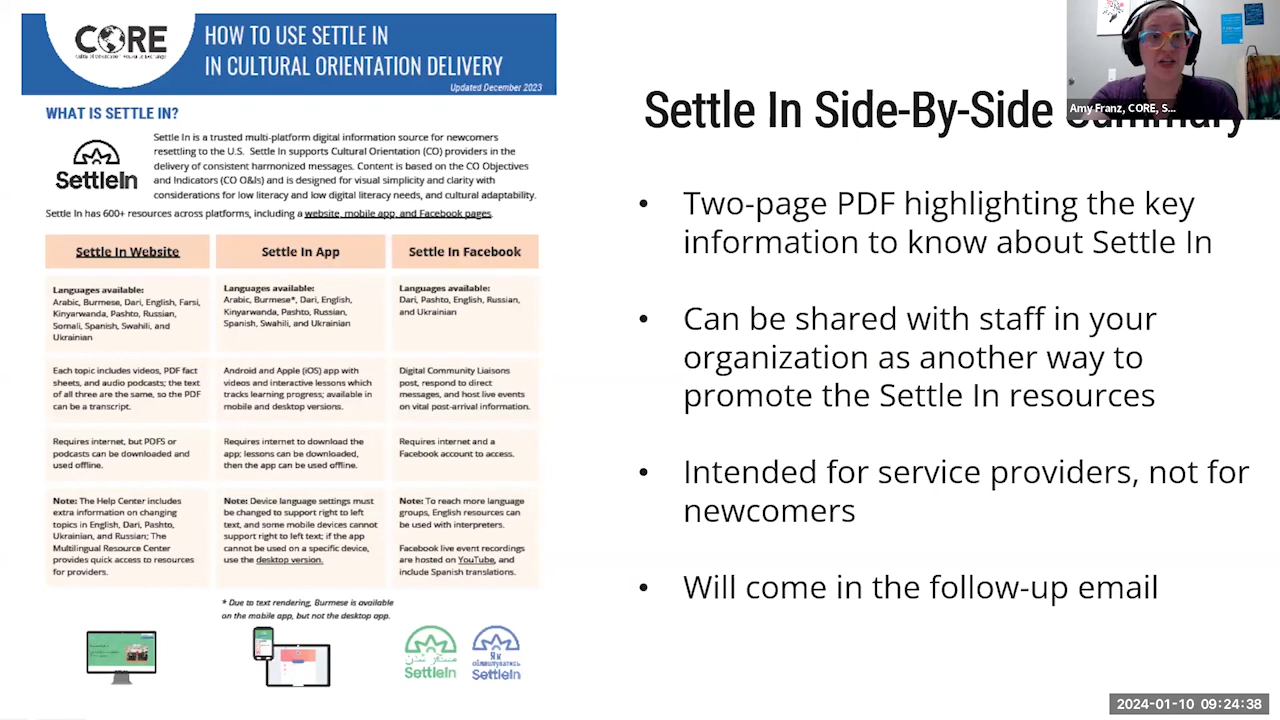 CORE
HOW TO USE SETTLE IN
IN CULTURAL ORIENTATION DELIVERY
Updated December 2023
WHAT IS SETTLE IN?
SettleIn
Settle In is a trusted multi-platform digital information source for newcomers
resettling to the U.S. Settle In supports Cultural Orientation (CO) providers in the
delivery of consistent harmonized messages. Content is based on the CO Objectives
and Indicators (CO O&Is) and is designed for visual simplicity and clarity with
considerations for low literacy and low digital literacy needs, and cultural adaptability.
Settle In has 600+ resources across platforms, including a website, mobile app, and Facebook pages.
Settle In Website
Languages available:
Arabic, Burmese, Dari, English, Farsi,
Kinyarwanda, Pashto, Russian,
Somali, Spanish, Swahili, and
Ukrainian
Each topic includes videos, PDF fact
sheets, and audio podcasts; the text
of all three are the same, so the PDF
can be a transcript.
Requires internet, but PDFS or
podcasts can be downloaded and
used offline.
Note: The Help Center includes
extra information on changing
topics in English, Dari, Pashto,
Ukrainian, and Russian; The
Multilingual Resource Center
provides quick access to resources
for providers.
Settle In App
Languages available:
Arabic, Burmese*, Dari, English,
Kinyarwanda, Pashto, Russian,
Spanish, Swahili, and Ukrainian
Android and Apple (iOS) app with
videos and interactive lessons which
tracks learning progress; available in
mobile and desktop versions.
Requires internet to download the
app; lessons can be downloaded,
then the app can be used offline.
Note: Device language settings must
be changed to support right to left
text, and some mobile devices cannot
support right to left text; if the app
cannot be used on a specific device,
use the desktop version.
Settle In Facebook
Dari, Pashto, English, Russian,
and Ukrainian
Languages available:
Digital Community Liaisons
post, respond to direct
messages, and host live events
on vital post-arrival information.
Requires internet and a
Facebook account to access.
Note: To reach more language
groups, English resources can
be used with interpreters.
Facebook live event recordings
are hosted on YouTube, and
include Spanish translations.
* Due to text rendering, Burmese is available
on the mobile app, but not the desktop app.
SettleIn
Як
облаштуватись
SettleIn
Settle In Side-By-Side Summary
• Two-page PDF highlighting the key
information to know about Settle In
• Can be shared with staff in your
organization as another way to
promote the Settle In resources
• Intended for service providers, not for
newcomers
• Will come in the follow-up email
Amy Franz, CORE, S...
2024-01-10 09:24:38